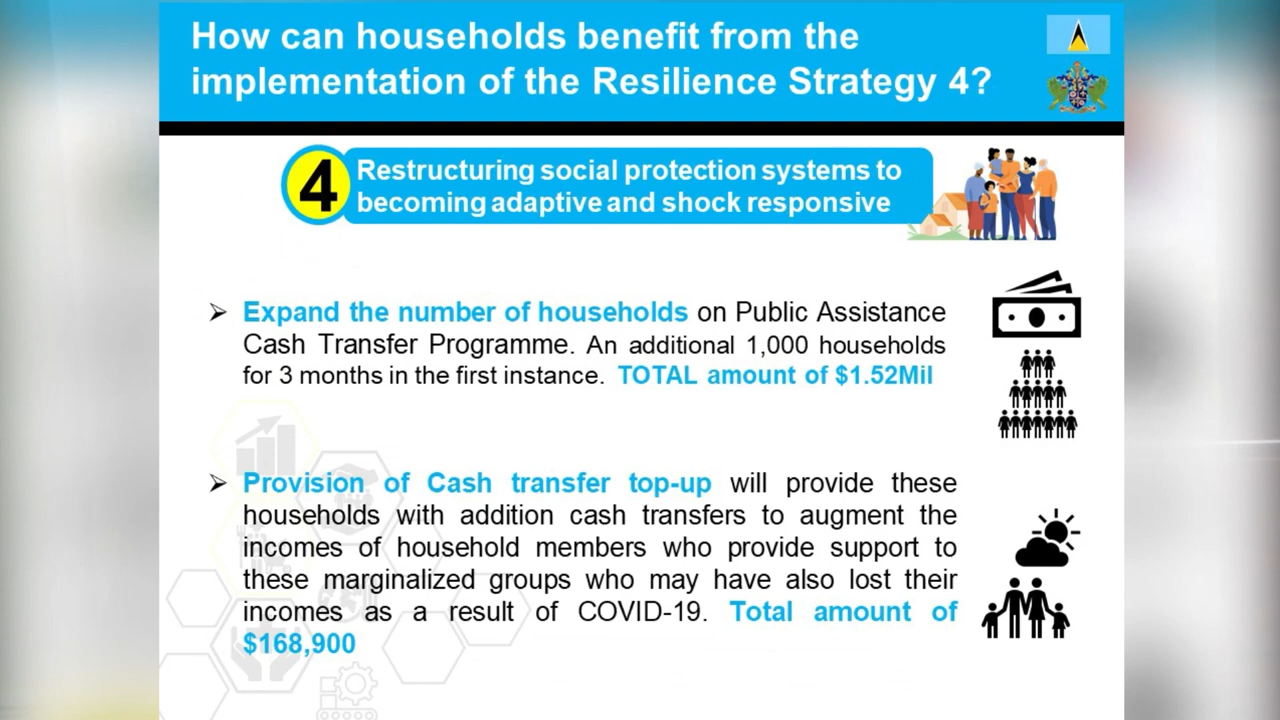 How can households benefit from the
implementation of the Resilience Strategy 4?
4
Restructuring social protection systems to
becoming adaptive and shock responsive
Expand the number of households on Public Assistance
Cash Transfer Programme. An additional 1,000 households
for 3 months in the first instance. TOTAL amount of $1.52Mil
Provision of Cash transfer top-up will provide these
households with addition cash transfers to augment the
incomes of household members who provide support to
these marginalized groups who may have also lost their
incomes as a result of COVID-19. Total amount of
$168,900